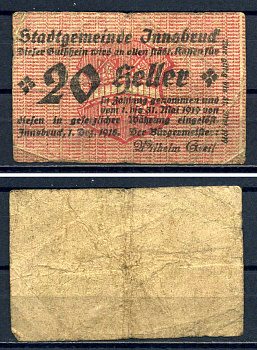 Stadtgemeinde Innsbruck
Dieser Gutschein wird an allen städt. Kassen für
20 Heller
in Zahlung genommen und
vom 1. bis 31. Mai 1919 von
diesen in gesetzlicher Währung eingelöst.
Innsbruck, 1. Dez. 1918. Der Bürgermeister:
Wilhelm Greil